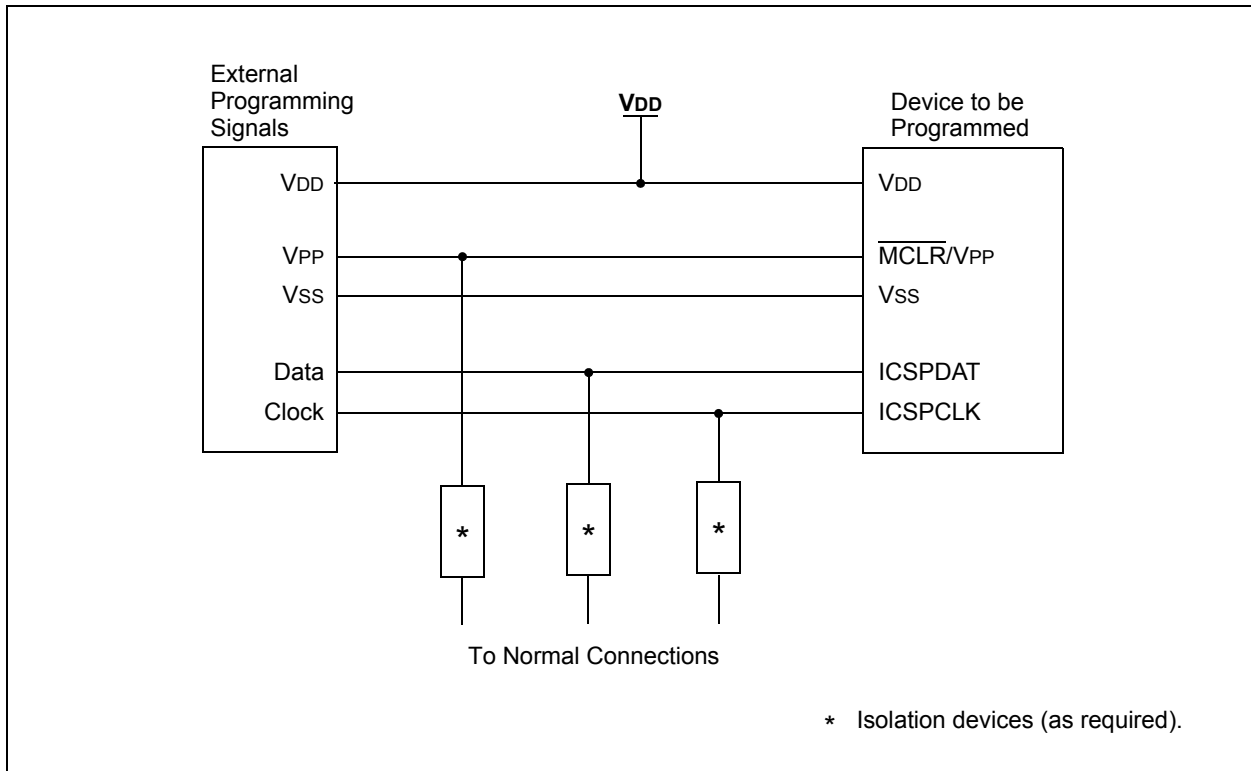 External
Programming
Signals
VDD
Device to be
Programmed
VDD
VDD
VPP
MCLR/VPP
VSS
VSS
Data
ICSPDAT
Clock
ICSPCLK
* * *
To Normal Connections
* Isolation devices (as required).